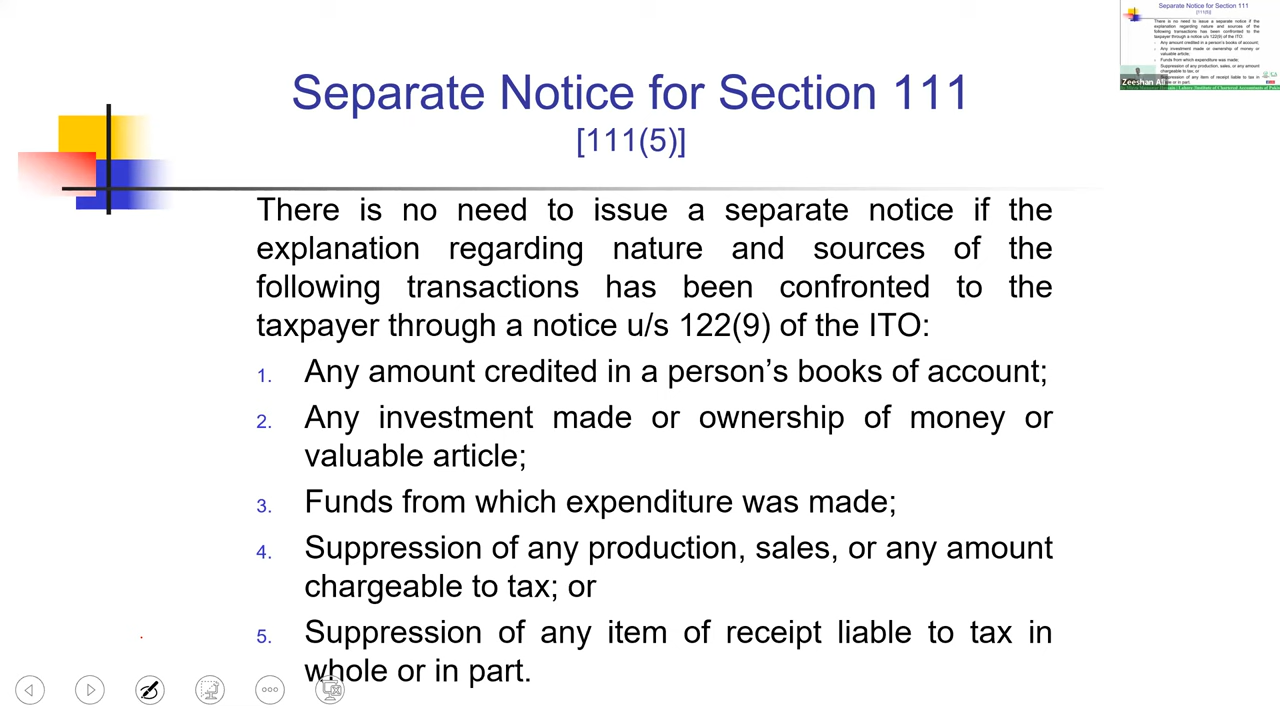 Separate Notice for Section 111
[111(5)]
There is no need to issue a separate notice if the
explanation regarding nature and sources of the
following transactions has been confronted to the
taxpayer through a notice u/s 122(9) of the ITO:
1. Any amount credited in a person’s books of account;
2. Any investment made or ownership of money or
valuable article;
3. Funds from which expenditure was made;
4. Suppression of any production, sales, or any amount
chargeable to tax; or
5. Suppression of any item of receipt liable to tax in
whole or in part.
Separate Notice for Section 111
[111(5)]
There is no need to issue a separate notice if the
explanation regarding nature and sources of the
following transactions has been confronted to the
taxpayer through a notice u/s 122(9) of the ITO:
Any amount credited in a person's books of account;
Any investment made or ownership of money or
valuable article;
Funds from which expenditure was made;
Suppression of any production, sales, or any amount
chargeable to tax; or
Suppression of any item of receipt liable to tax in
or in part.
Zeeshan
Institute of Chartered Accountants of